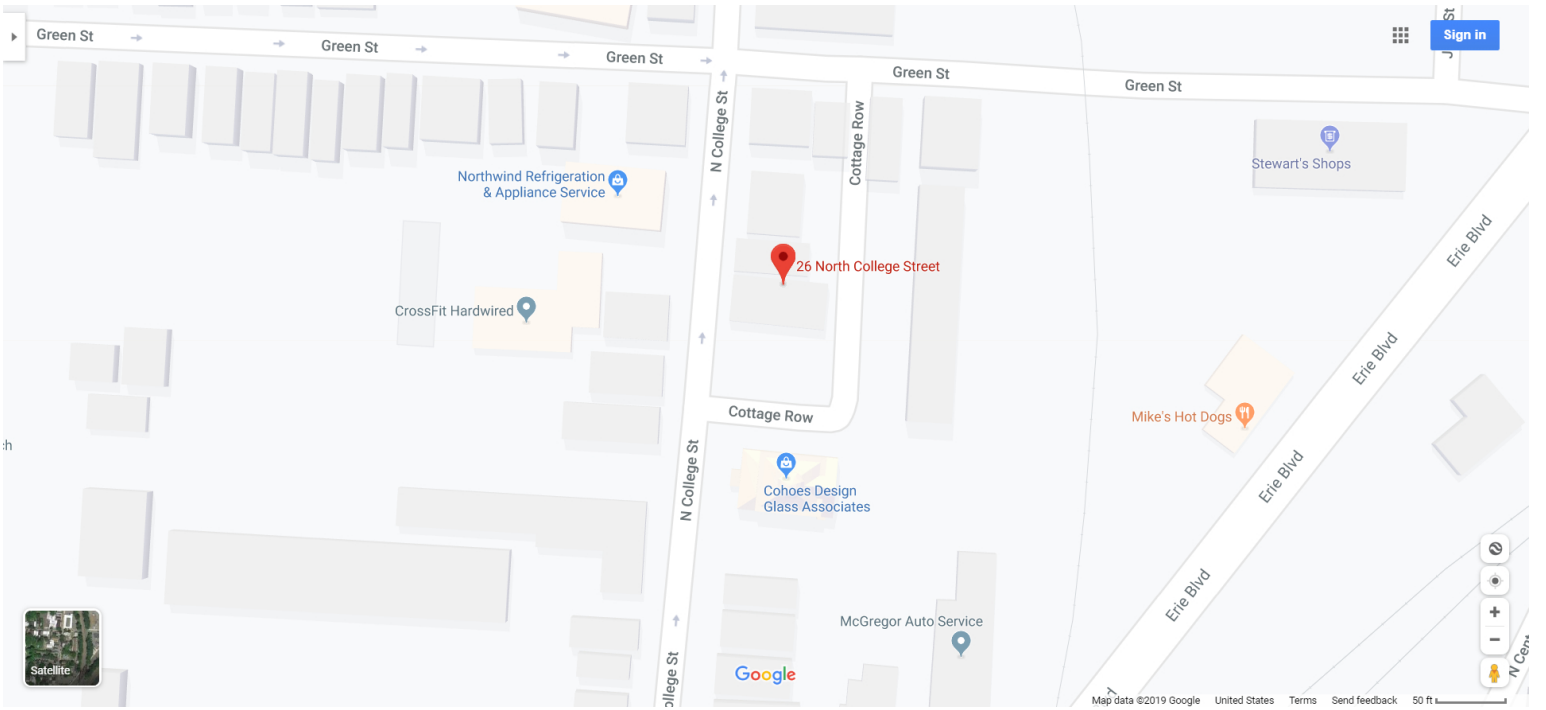 Green St
Green St
Green St
Green St
Green St
Sign in
N College St
Cottage Row
Stewart's Shops
Northwind Refrigeration
& Appliance Service
Erie Blvd
26 North College Street
CrossFit Hardwired
Erie Blvd
Cottage Row
Mike's Hot Dogs
N College St
Erie Blvd
Cohoes Design
Glass Associates
Erie Blvd
McGregor Auto Service
Satellite
Google
Map data ©2019 Google United States Terms Send feedback 50 ft